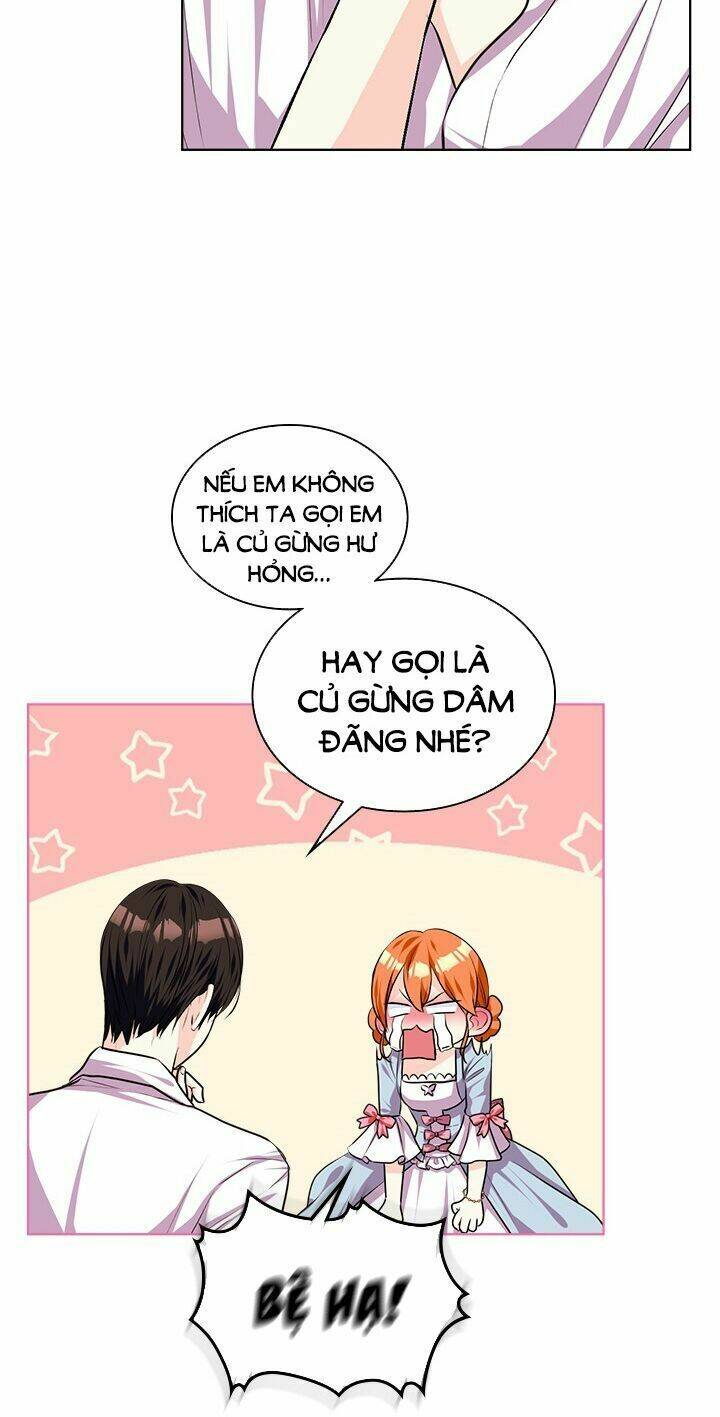 NẾU EM KHÔNG
THÍCH TA GỌI EM
LÀ CỦ GỪNG HƯ
HỎNG...
HAY GỌI LÀ
CỦ GỪNG DÂM
ĐÃNG NHÉ?
BỆ HẠ!